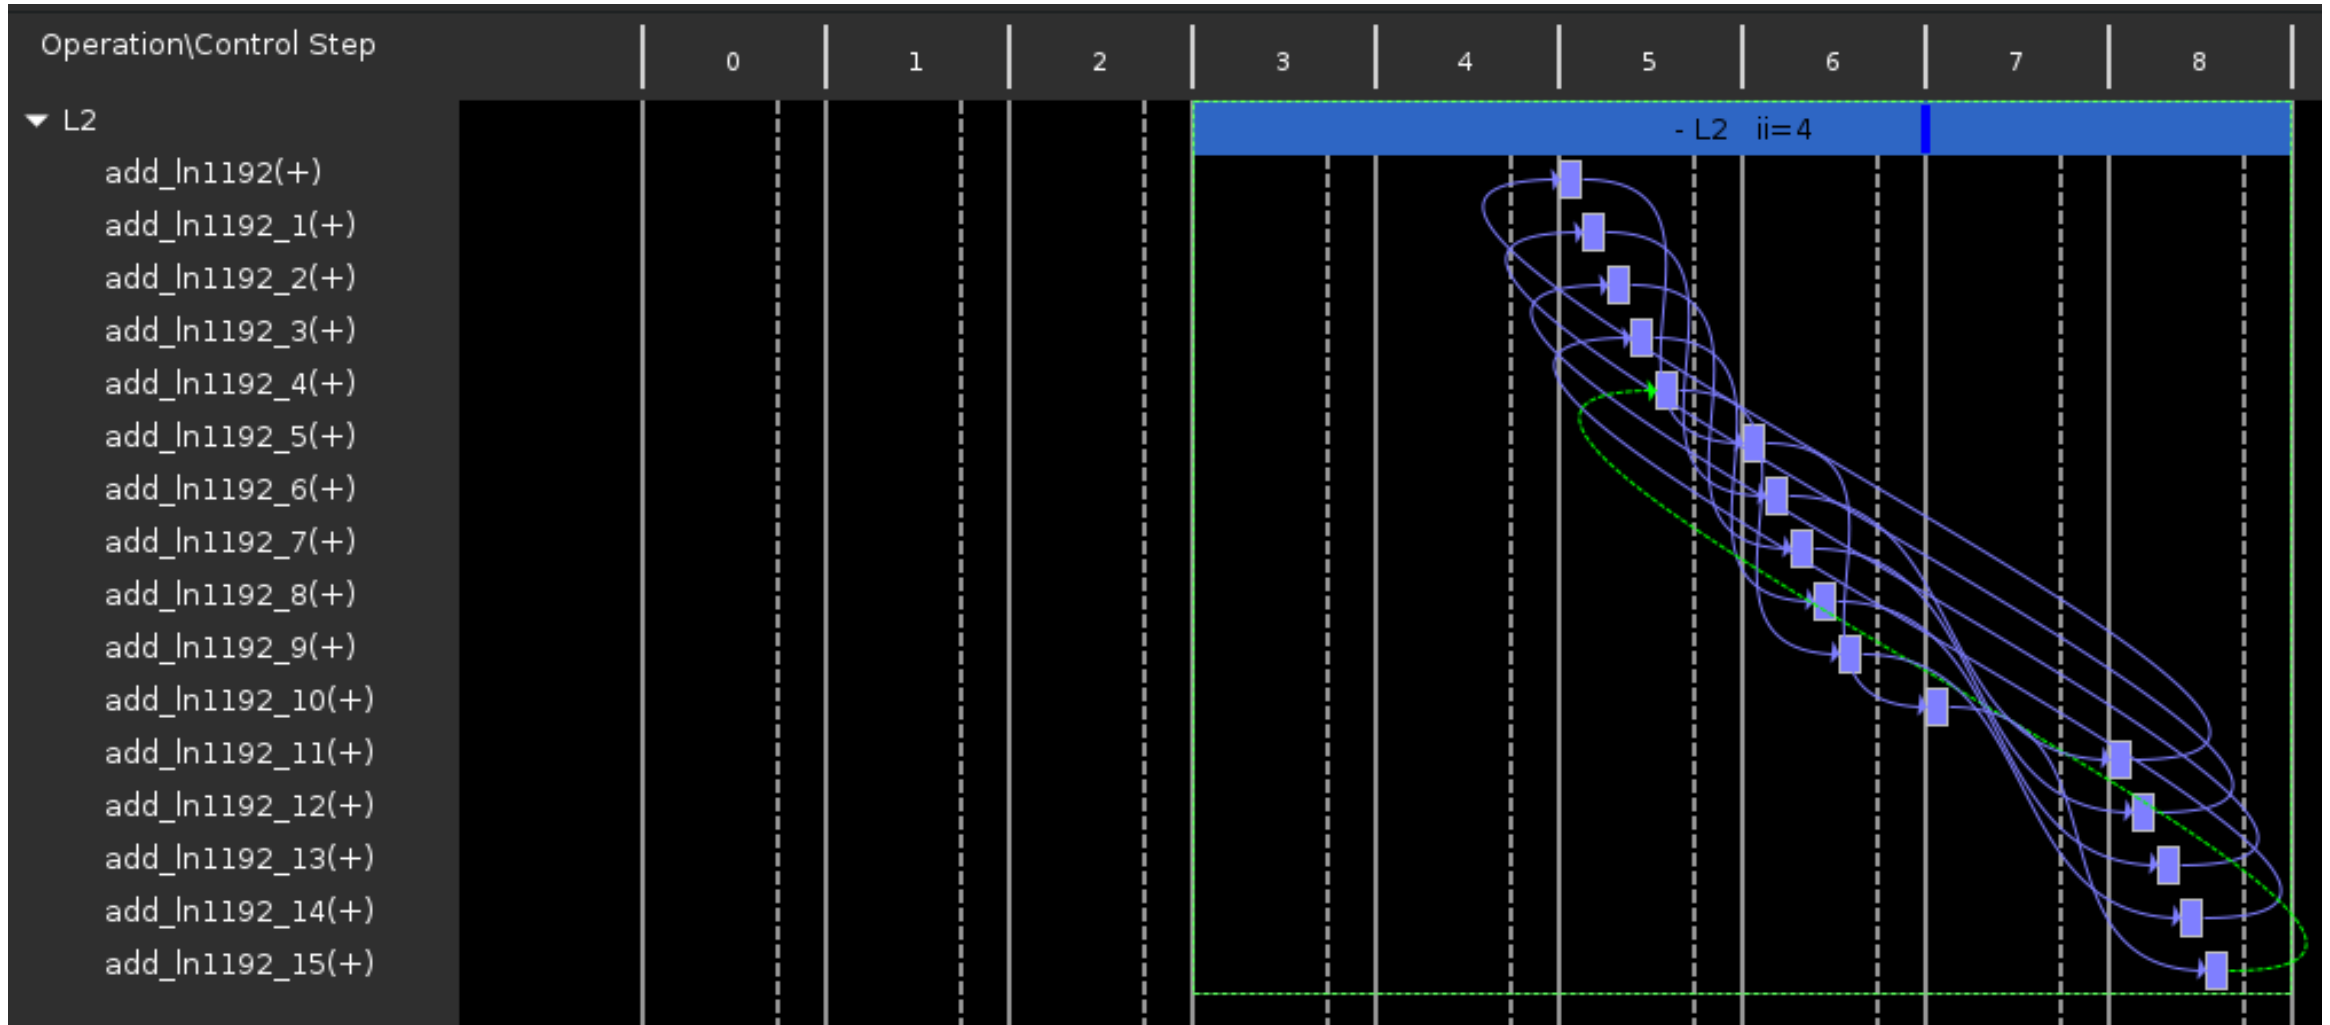 Operation\Control Step 0 1 2 3 4 5 6 7 8
L2 - L2 ii=4
add_ln1192(+)
add_ln1192_1(+)
add_ln1192_2(+)
add_ln1192_3(+)
add_ln1192_4(+)
add_ln1192_5(+)
add_ln1192_6(+)
add_ln1192_7(+)
add_ln1192_8(+)
add_ln1192_9(+)
add_ln1192_10(+)
add_ln1192_11(+)
add_ln1192_12(+)
add_ln1192_13(+)
add_ln1192_14(+)
add_ln1192_15(+)